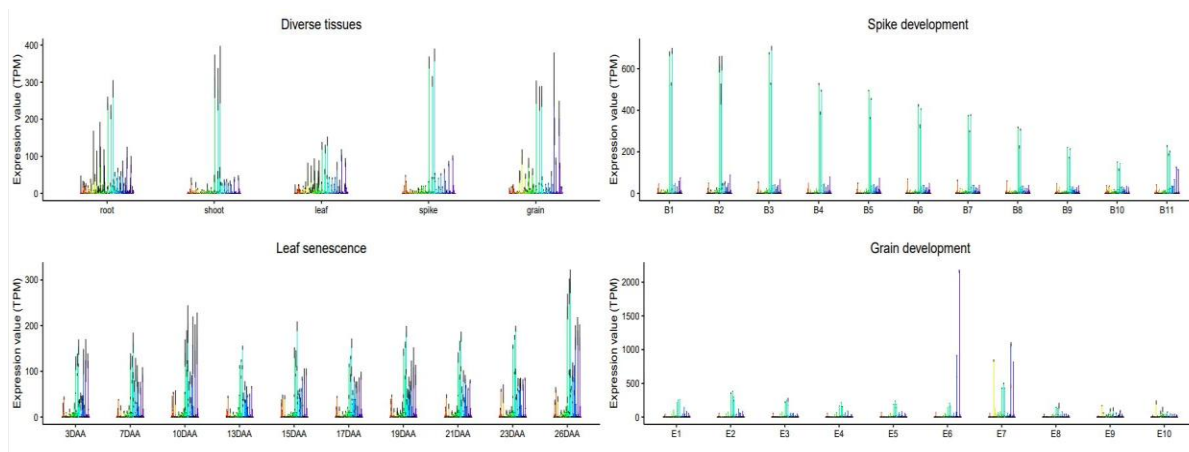 Diverse tissues
Expression value (TPM)
400
300
200
100
0
root shoot leaf spike grain
Spike development
Expression value (TPM)
600
400
200
0
B1 B2 B3 B4 B5 B6 B7 B8 B9 B10 B11
Leaf senescence
Expression value (TPM)
300
200
100
0
3DAA 7DAA 10DAA 13DAA 15DAA 17DAA 19DAA 21DAA 23DAA 26DAA
Grain development
Expression value (TPM)
2000
1500
1000
500
0
E1 E2 E3 E4 E5 E6 E7 E8 E9 E10